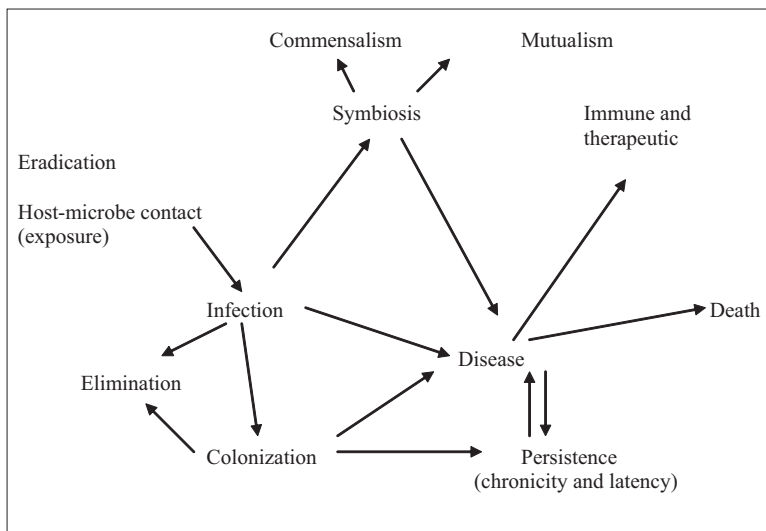 Commensalism
Mutualism
Symbiosis
Immune and
therapeutic
Eradication
Host-microbe contact
(exposure)
Infection
Death
Disease
Elimination
Colonization
Persistence
(chronicity and latency)